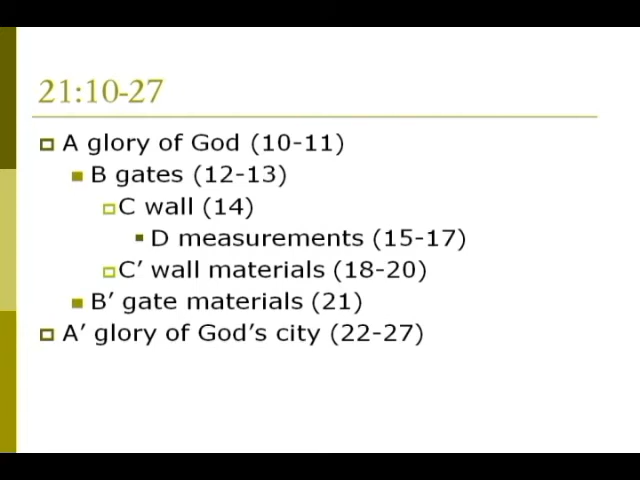 21:10-27
A glory of God (10-11)
B gates (12-13)
C wall (14)
D measurements (15-17)
C’ wall materials (18-20)
B’ gate materials (21)
A’ glory of God’s city (22-27)